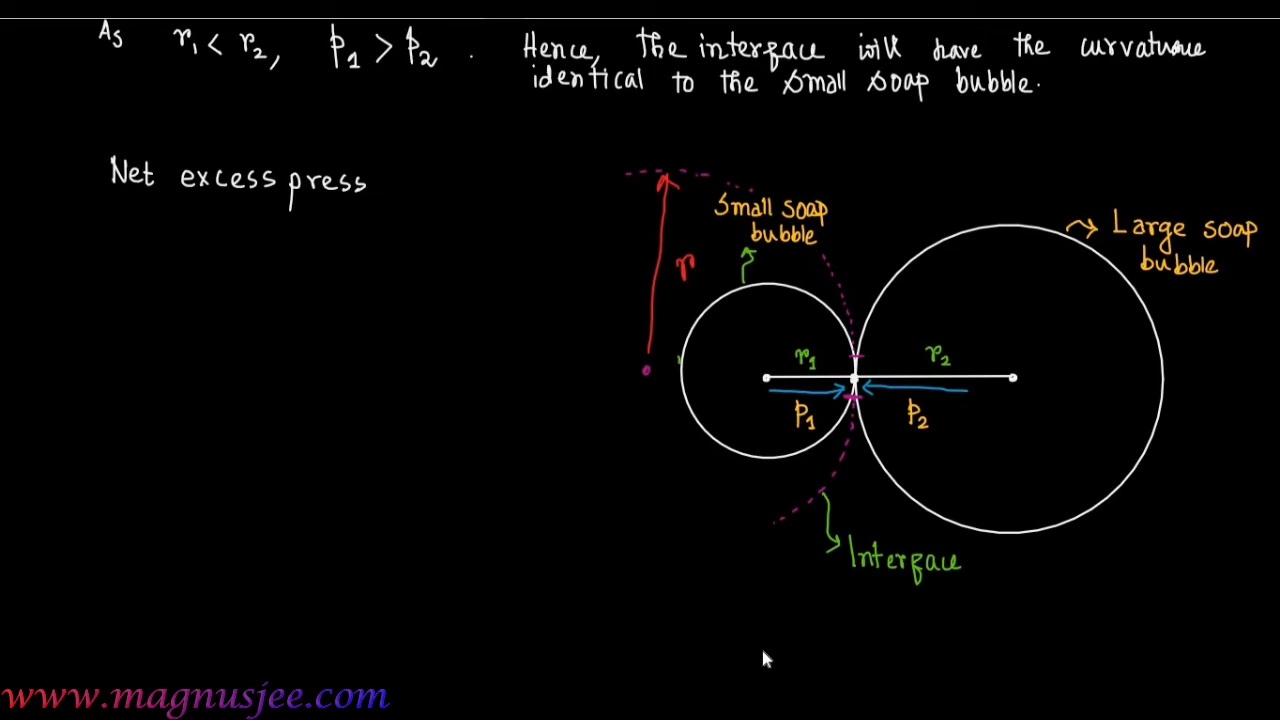 As r₁ < r₂, p₁ > p₂. Hence, the interface will have the curvature
identical to the small soap bubble.
Net excess press
Small soap
bubble
Large soap
bubble
r
r₁
r₂
p₁
p₂
Interface
www.magnusjee.com